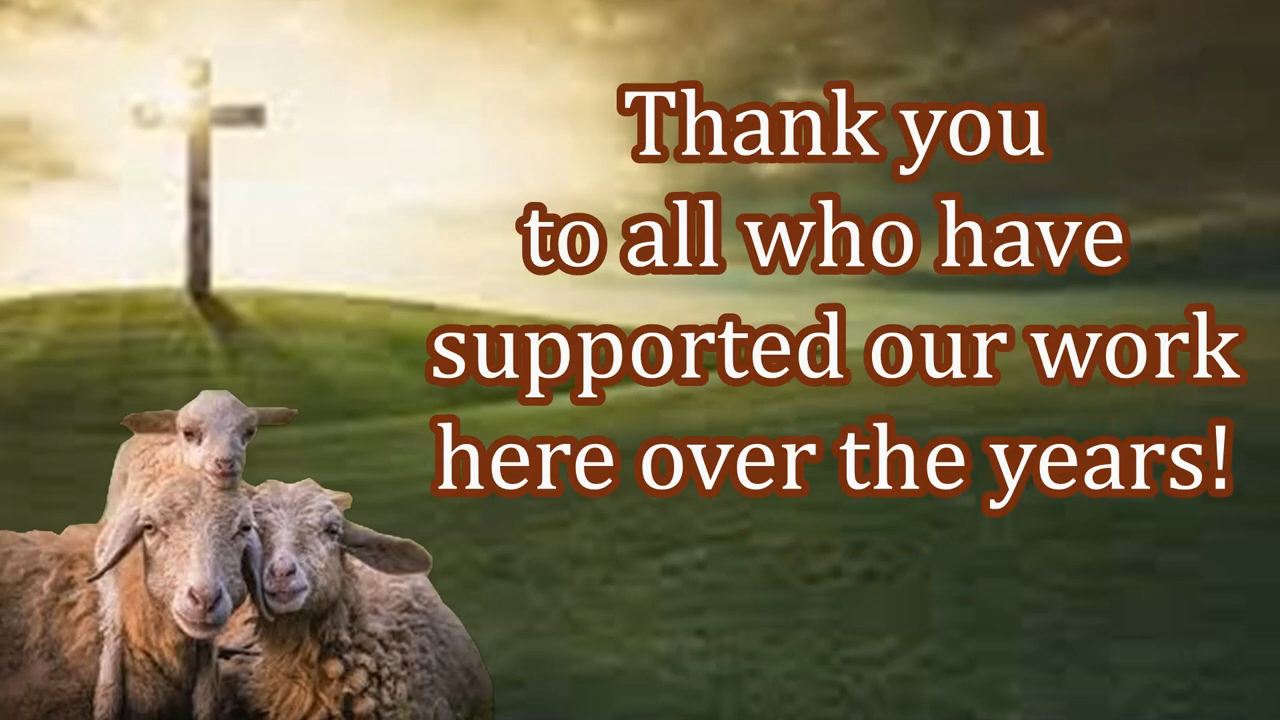 Thank you
to all who have
supported our work
here over the years!